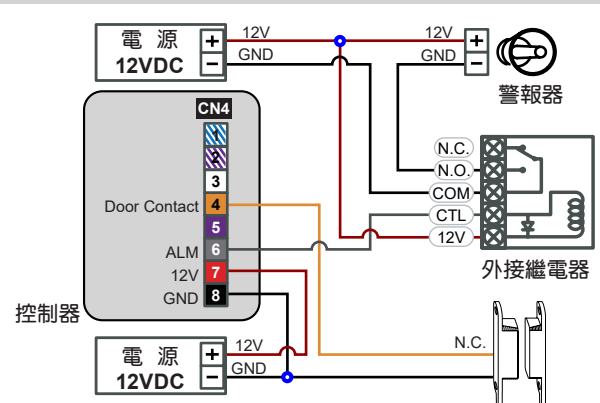 電 源
12VDC
+
−
12V
GND
12V
GND
+
−
警報器
CN4
1
2
3
Door Contact 4
5
ALM 6
12V 7
GND 8
控制器
N.C.
N.O.
COM
CTL
12V
外接繼電器
電 源
12VDC
+
−
12V
GND
N.C.